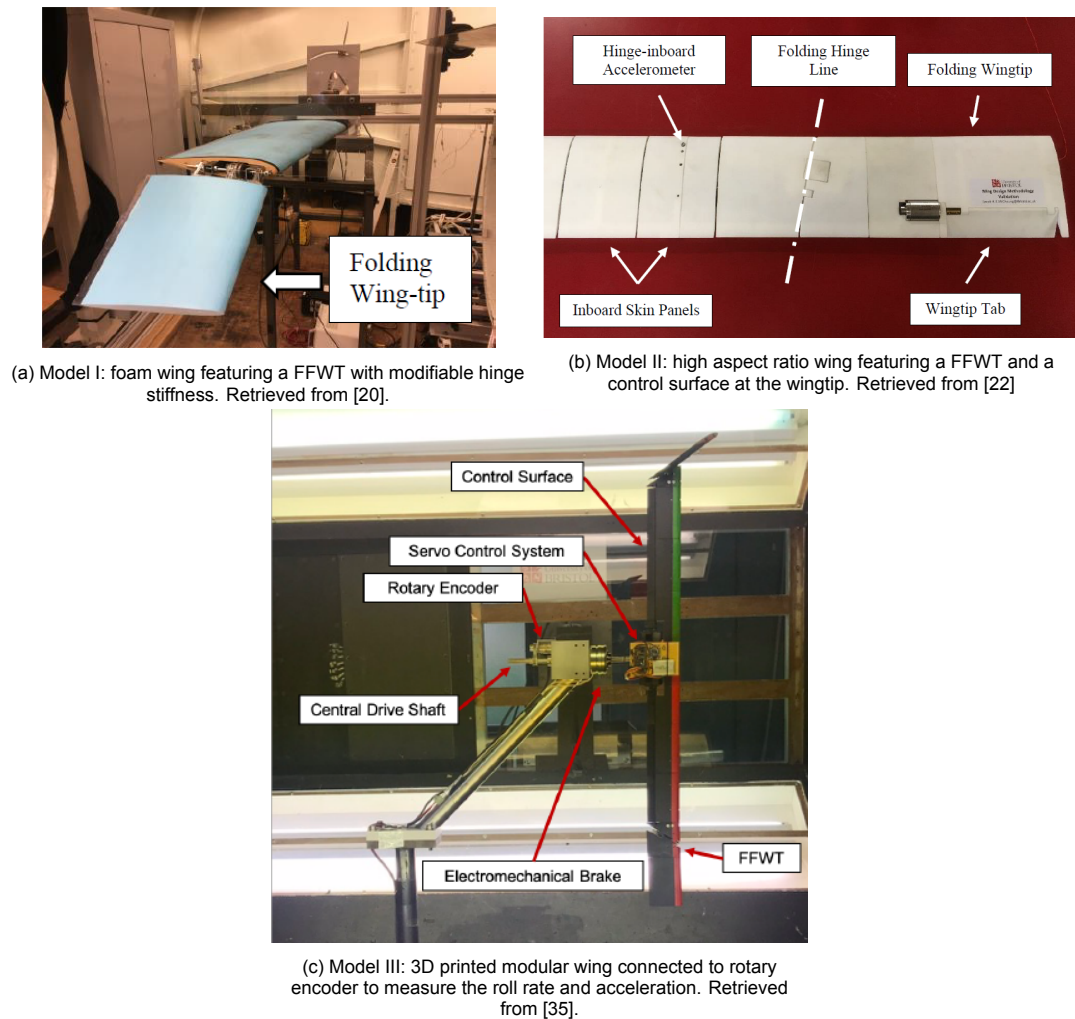 Folding
Wing-tip
(a) Model I: foam wing featuring a FFWT with modifiable hinge
stiffness. Retrieved from [20].
Hinge-inboard
Accelerometer
Folding Hinge
Line
Folding Wingtip
Wing Design Methodology
Validation
Inboard Skin Panels
Wingtip Tab
(b) Model II: high aspect ratio wing featuring a FFWT and a
control surface at the wingtip. Retrieved from [22]
Control Surface
Servo Control System
Rotary Encoder
Central Drive Shaft
Electromechanical Brake
FFWT
(c) Model III: 3D printed modular wing connected to rotary
encoder to measure the roll rate and acceleration. Retrieved
from [35].